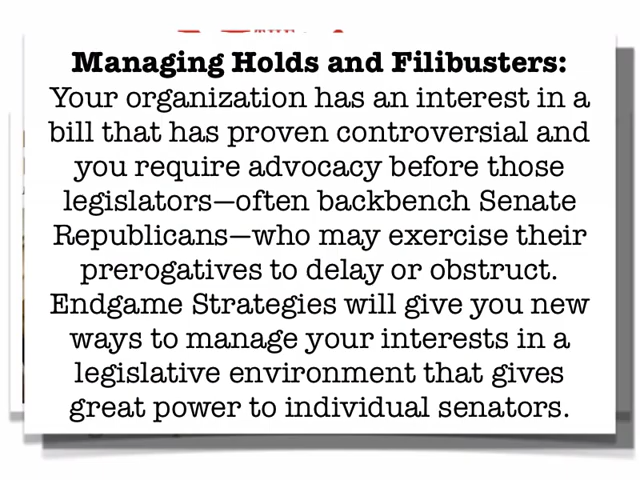 THE
Managing Holds and Filibusters:
Your organization has an interest in a
bill that has proven controversial and
you require advocacy before those
legislators—often backbench Senate
Republicans—who may exercise their
prerogatives to delay or obstruct.
Endgame Strategies will give you new
ways to manage your interests in a
legislative environment that gives
great power to individual senators.